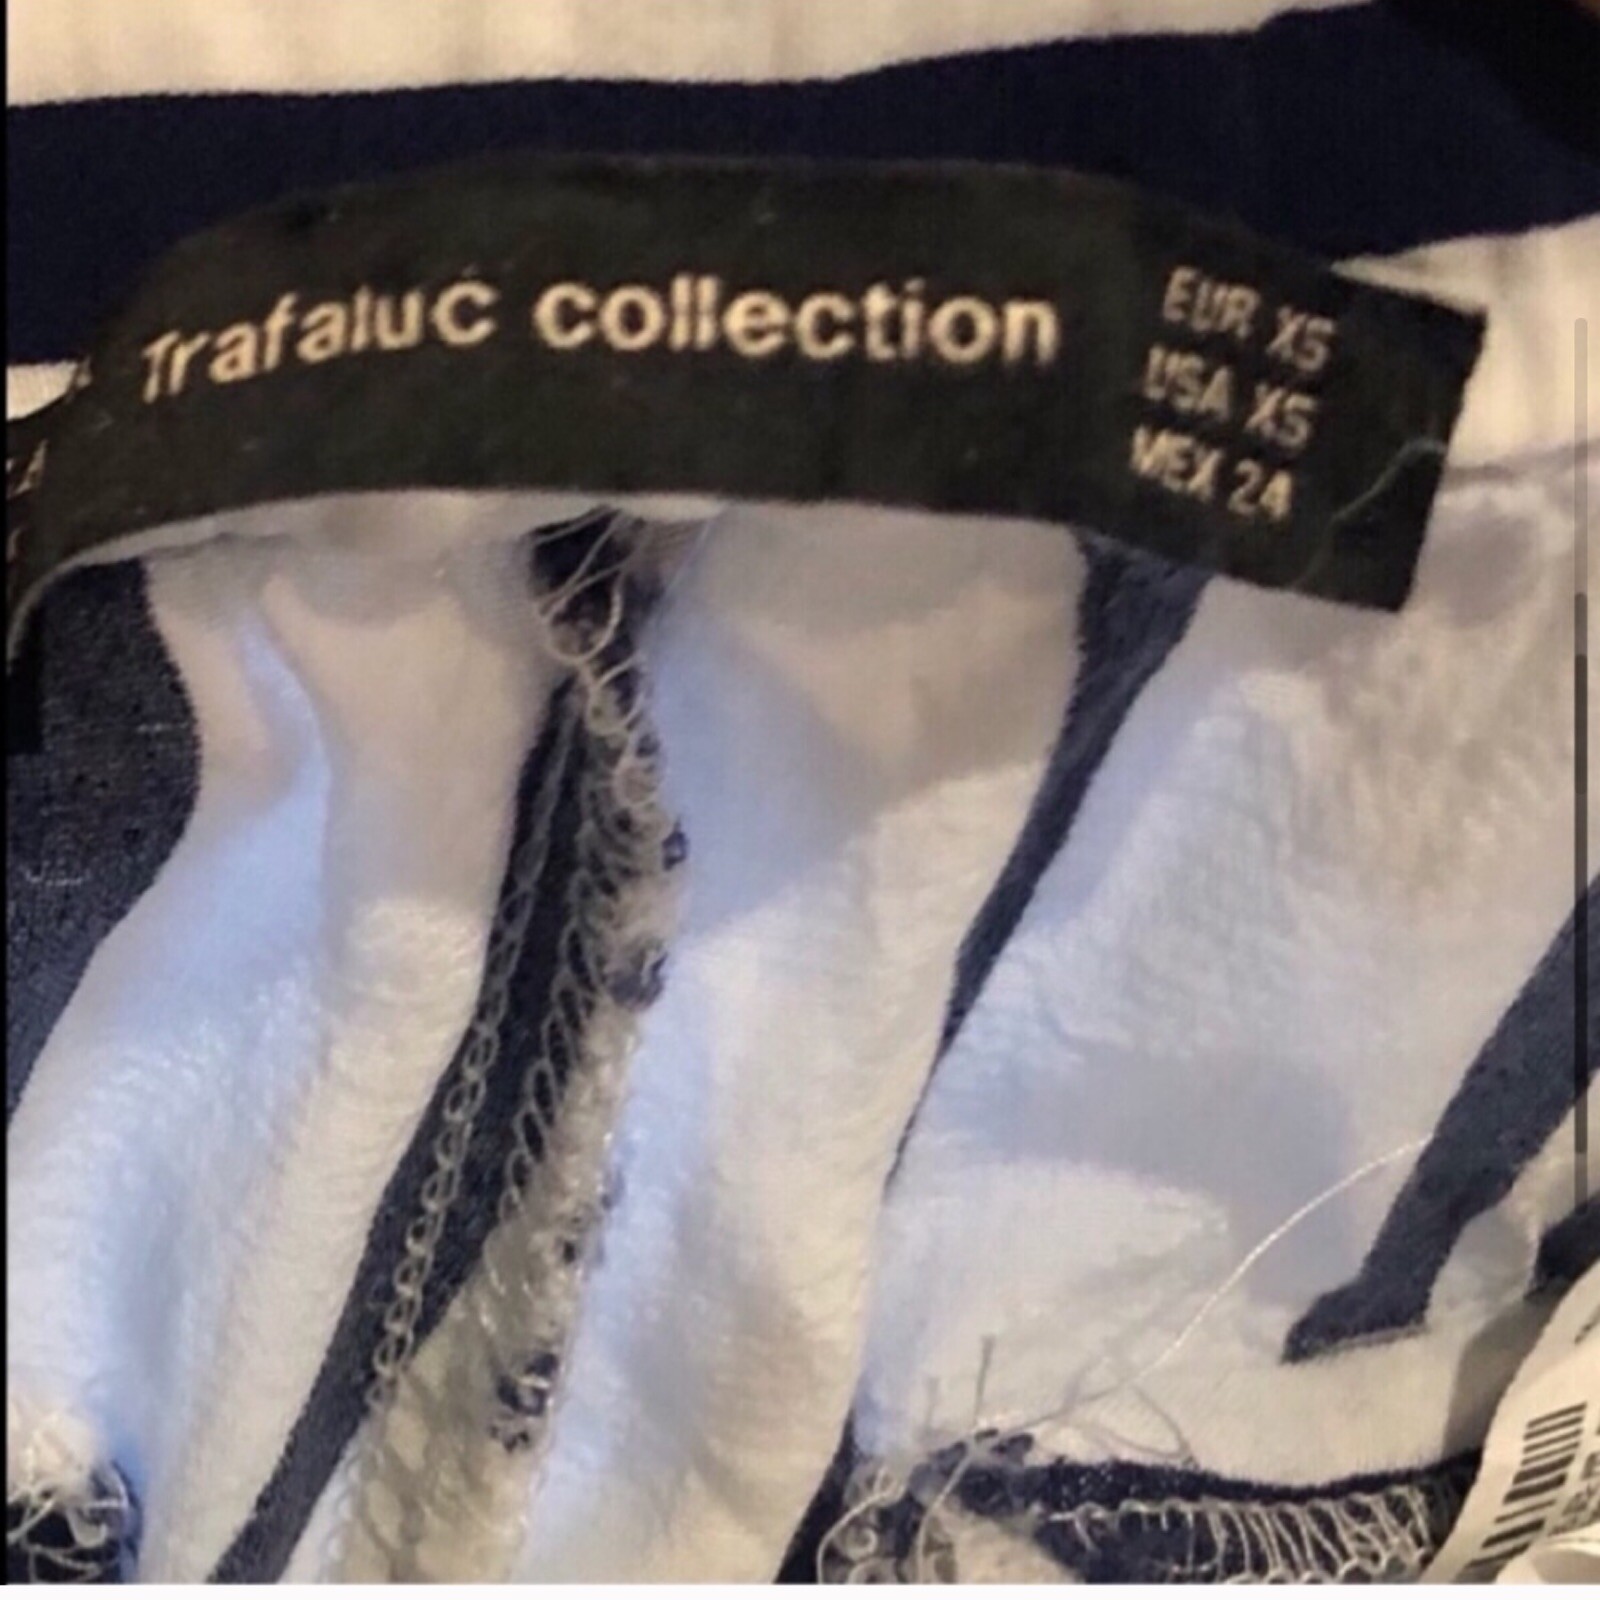 Trafaluc collection
EUR XS
USA XS
MEX 24